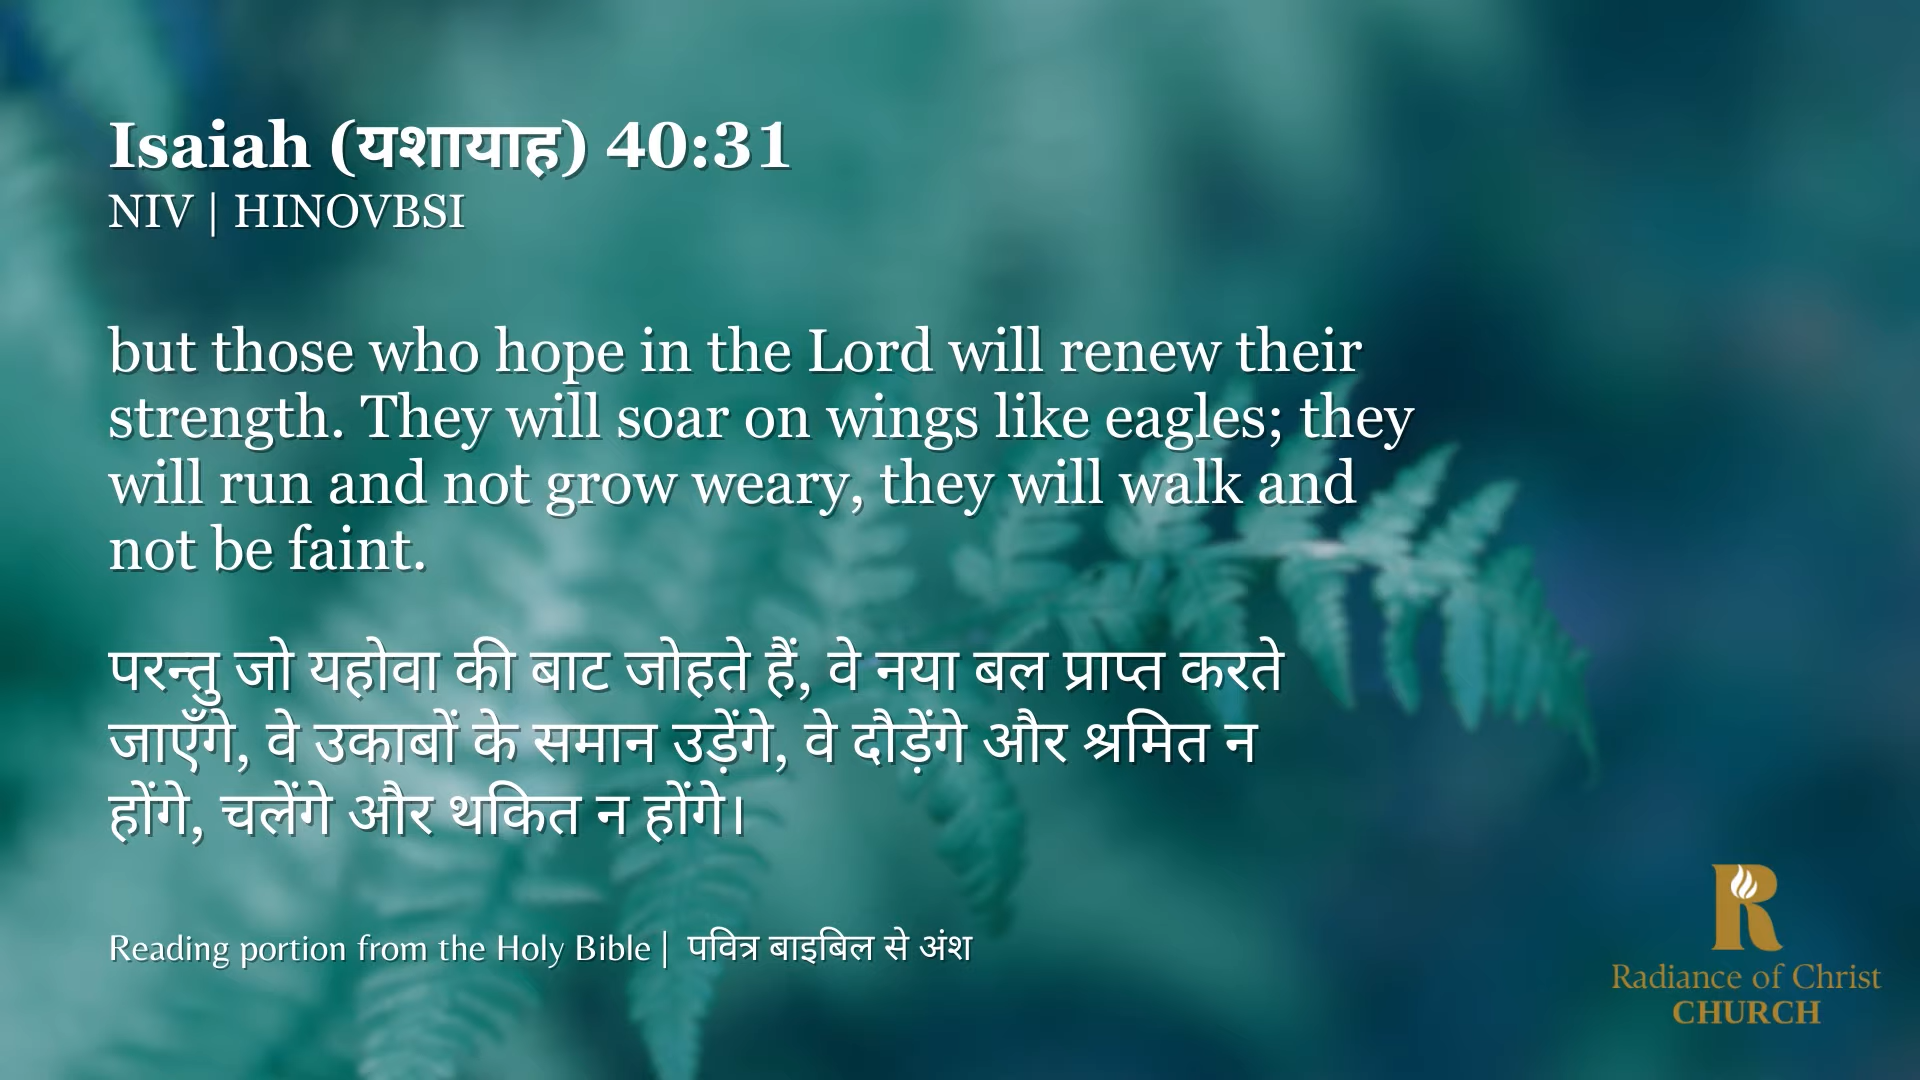 Isaiah (यशायाह) 40:31
NIV | HINOVBSI
but those who hope in the Lord will renew their
strength. They will soar on wings like eagles; they
will run and not grow weary, they will walk and
not be faint.
परन्तु जो यहोवा की बाट जोहते हैं, वे नया बल प्राप्त करते
जाएँगे, वे उकाबों के समान उड़ेंगे, वे दौड़ेंगे और श्रमित न
होंगे, चलेंगे और थकित न होंगे।
Reading portion from the Holy Bible | पवित्र बाइबिल से अंश
R
Radiance of Christ
CHURCH